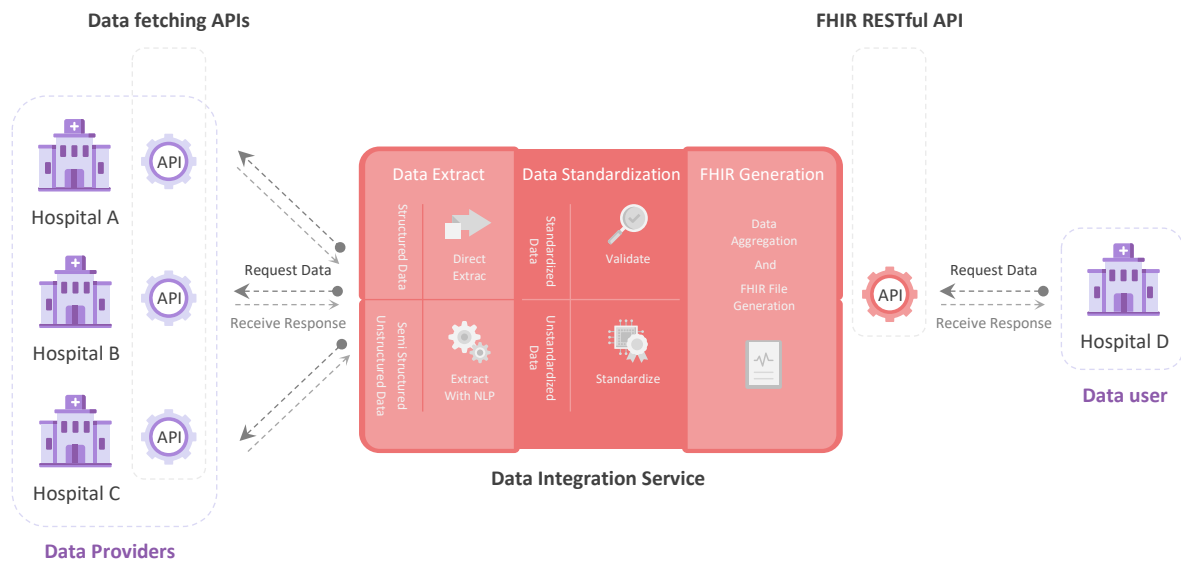 Data fetching APIs
FHIR RESTful API
API
Hospital A
API
Hospital B
API
Hospital C
Data Providers
Request Data
Receive Response
Data Extract
Structured Data
Direct
Extrac
Semi Structured
Unstructured Data
Extract
With NLP
Data Standardization
Standardized
Data
Validate
Unstandardized
Data
Standardize
FHIR Generation
Data
Aggregation
And
FHIR File
Generation
Data Integration Service
API
Request Data
Receive Response
Hospital D
Data user